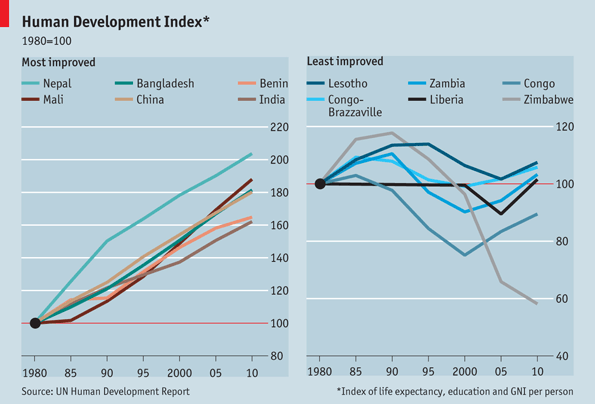 Human Development Index*
1980=100
Most improved
Nepal
Bangladesh
Benin
Mali
China
India
220
200
180
160
140
120
100
80
1980
85
90
95
2000
05
10
Least improved
Lesotho
Zambia
Congo
Congo-
Brazzaville
Liberia
Zimbabwe
120
100
80
60
40
1980
85
90
95
2000
05
10
Source: UN Human Development Report
*Index of life expectancy, education and GNI per person